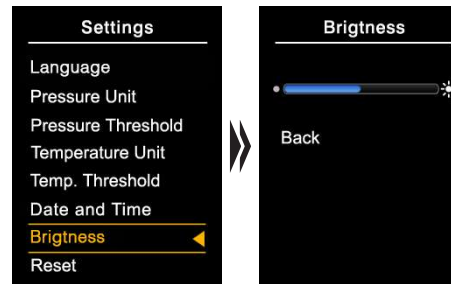 Settings
Language
Pressure Unit
Pressure Threshold
Temperature Unit
Temp. Threshold
Date and Time
Brigtness
Reset
Brigtness
Back